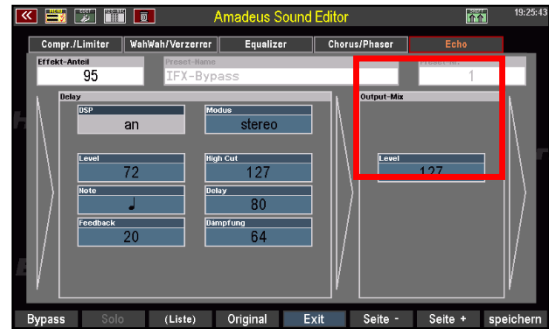 Amadeus Sound Editor
19:25:43
Compr./Limiter WahWah/Verzerrer Equalizer Chorus/Phaser Echo
Effekt-Anteil Preset-Name Preset-Nr.
95 IFX-Bypass 1
Delay Output-Mix
DSP Modus
an stereo
Level High Cut Level
72 127 127
Note Delay
♩ 80
Feedback Dämpfung
20 64
Bypass Solo (Liste) Original Exit Seite - Seite + speichern